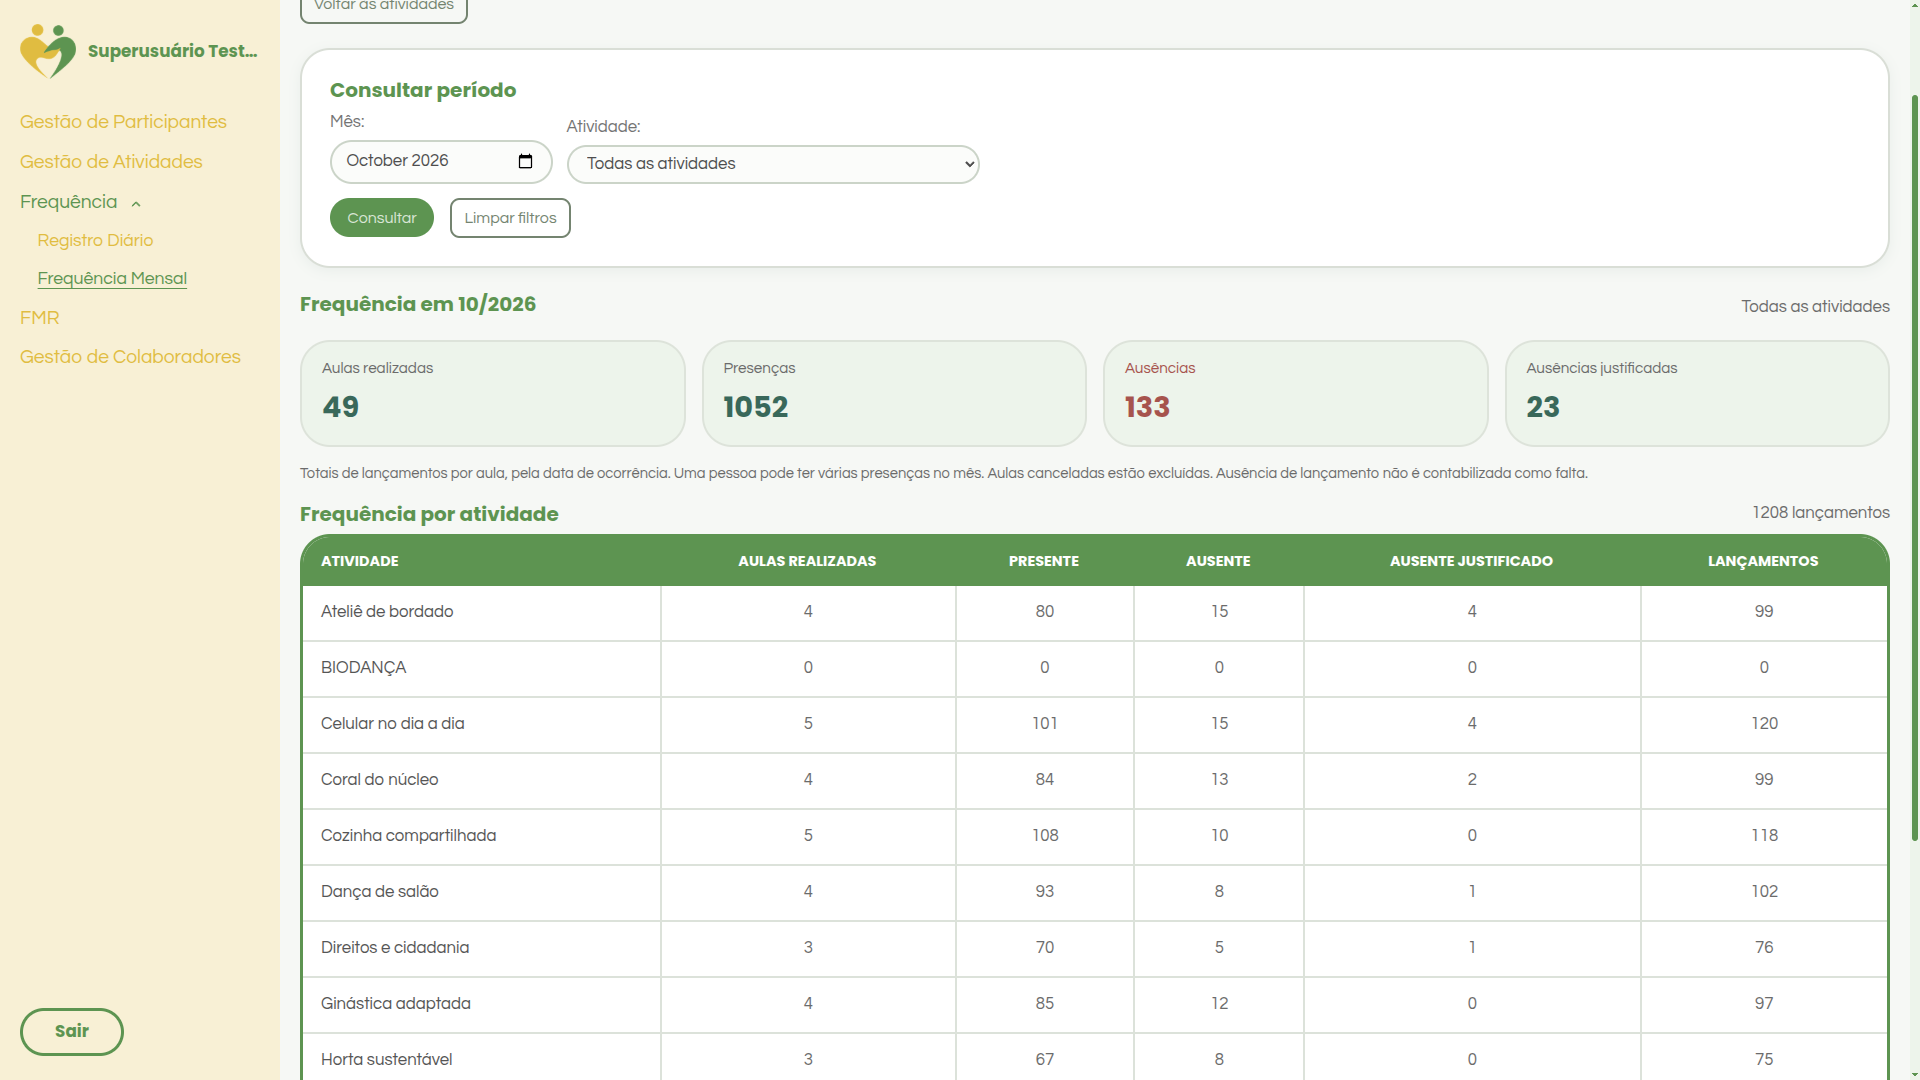 Superusuário Test...
Gestão de Participantes
Gestão de Atividades
Frequência
Registro Diário
Frequência Mensal
FMR
Gestão de Colaboradores
Sair
Voltar às atividades
Consultar período
Mês:
October 2026
Atividade:
Todas as atividades
Consultar
Limpar filtros
Frequência em 10/2026
Todas as atividades
Aulas realizadas
49
Presenças
1052
Ausências
133
Ausências justificadas
23
Totais de lançamentos por aula, pela data de ocorrência. Uma pessoa pode ter várias presenças no mês. Aulas canceladas estão excluídas. Ausência de lançamento não é contabilizada como falta.
Frequência por atividade
1208 lançamentos
ATIVIDADE AULAS REALIZADAS PRESENTE AUSENTE AUSENTE JUSTIFICADO LANÇAMENTOS
Ateliê de bordado 4 80 15 4 99
BIODANÇA 0 0 0 0 0
Celular no dia a dia 5 101 15 4 120
Coral do núcleo 4 84 13 2 99
Cozinha compartilhada 5 108 10 0 118
Dança de salão 4 93 8 1 102
Direitos e cidadania 3 70 5 1 76
Ginástica adaptada 4 85 12 0 97
Horta sustentável 3 67 8 0 75